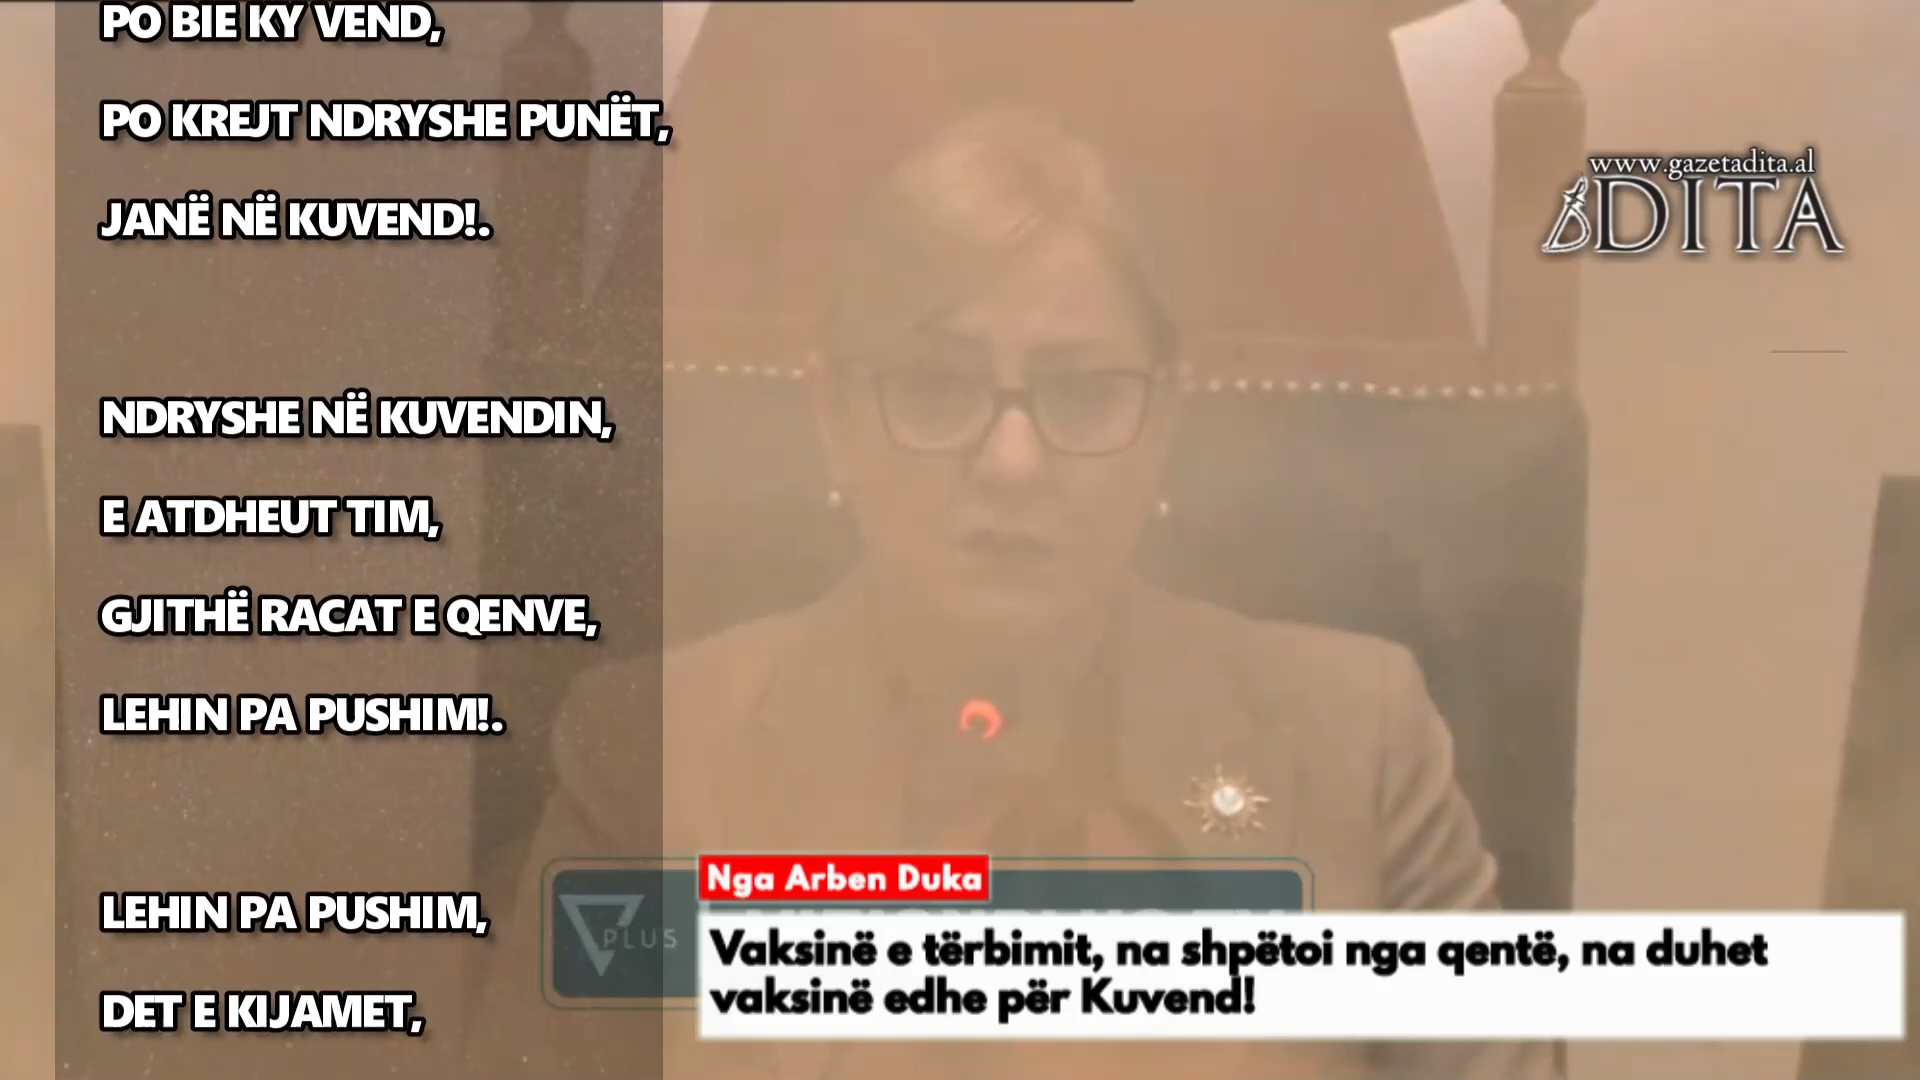 PO BIE KY VEND,
PO KREJT NDRYSHE PUNËT,
JANË NË KUVEND!.
NDRYSHE NË KUVENDIN,
E ATDHEUT TIM,
GJITHË RACAT E QENVE,
LEHIN PA PUSHIM!.
LEHIN PA PUSHIM,
DET E KIJAMET,
www.gazetadita.al
DITA
PLUS
Nga Arben Duka
Vaksinë e tërbimit, na shpëtoi nga qentë, na duhet
vaksinë edhe për Kuvend!